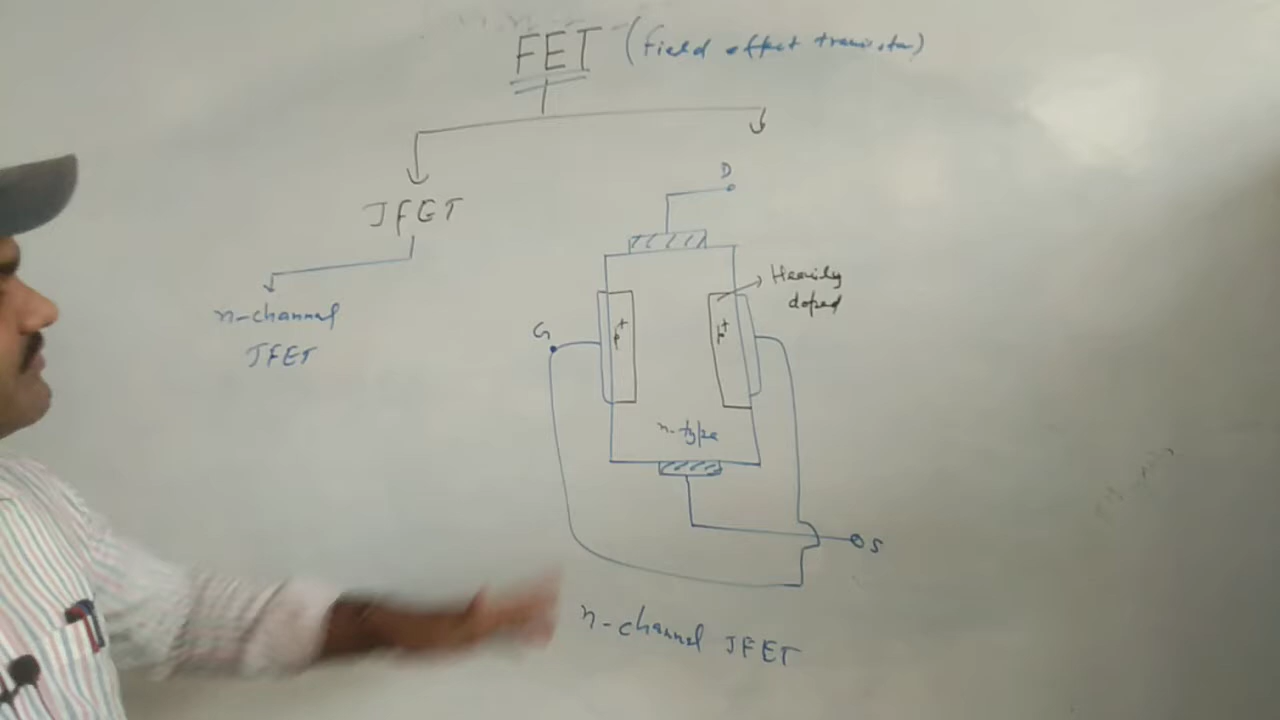 FET (Field effect transistor)
JFET
n-channel
JFET
D
Heavily
doped
G
p+
p+
n-type
S
n-channel JFET